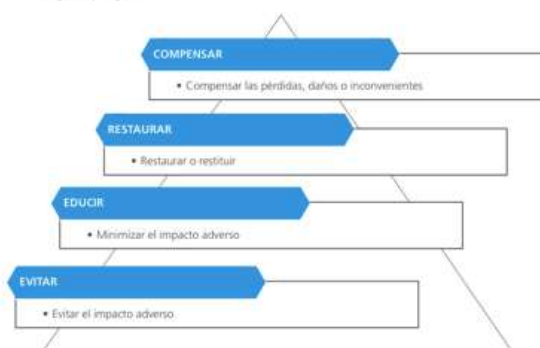 COMPENSAR
• Compensar las pérdidas, daños o inconvenientes
RESTAURAR
• Restaurar o restituir
EDUCIR
• Minimizar el impacto adverso
EVITAR
• Evitar el impacto adverso